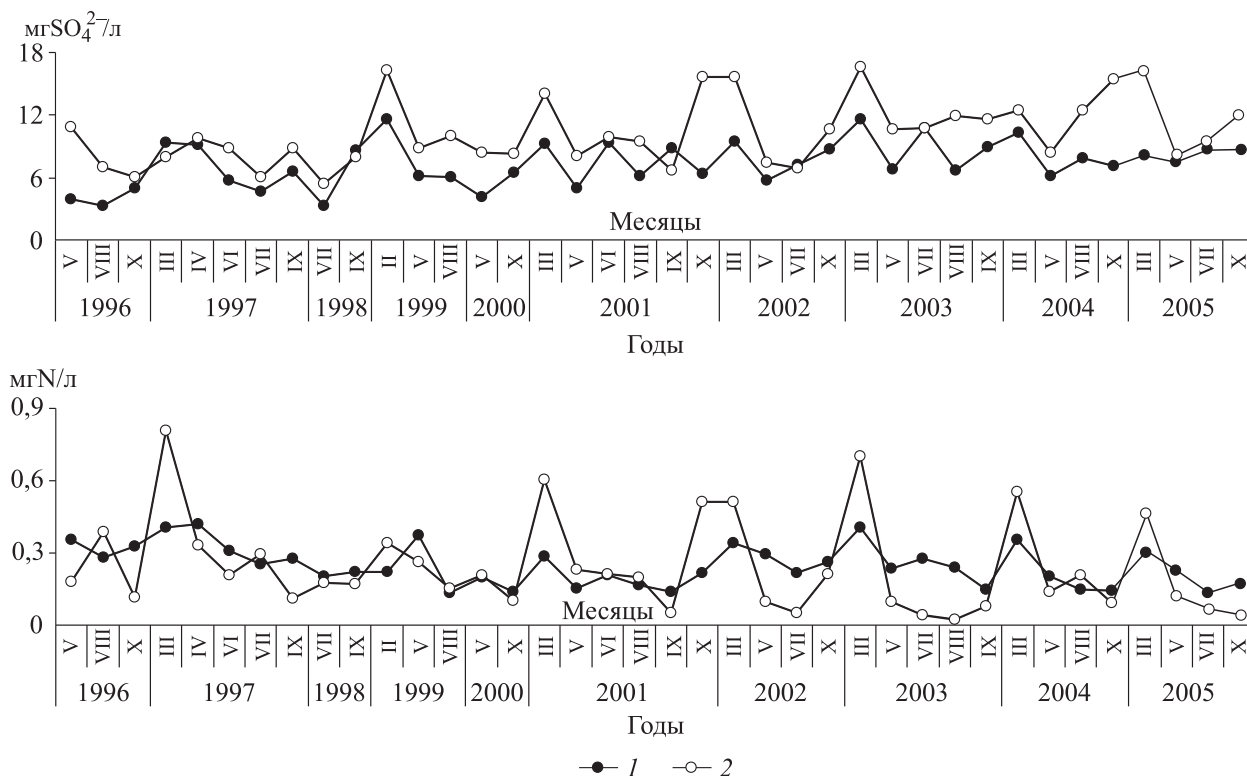 мгSO₄²⁻/л
18
12
6
0
Месяцы
V VIII X III IV VI VII IX VII IX II V VIII V X III V VI VIII IX X III V VII X III V VII VIII IX III V VIII X III V VII X
1996 1997 1998 1999 2000 2001 2002 2003 2004 2005
Годы
мгN/л
0,9
0,6
0,3
0
Месяцы
V VIII X III IV VI VII IX VII IX II V VIII V X III V VI VIII IX X III V VII X III V VII VIII IX III V VIII X III V VII X
1996 1997 1998 1999 2000 2001 2002 2003 2004 2005
Годы
1 2